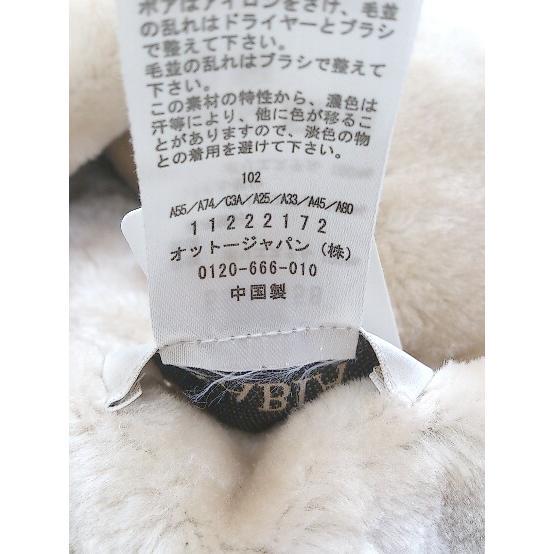 ボアはアイロンをさけ、毛並
の乱れはドライヤーとブラシ
で整えて下さい。
毛並の乱れはブラシで整えて
下さい。
この素材の特性から、濃色は
汗等により、他に色が移るこ
とがありますので、淡色の物
との着用を避けて下さい。
102
A55/A74/C3A/A25/A33/A45/A80
11222172
オットージャパン（株）
0120-666-010
中国製